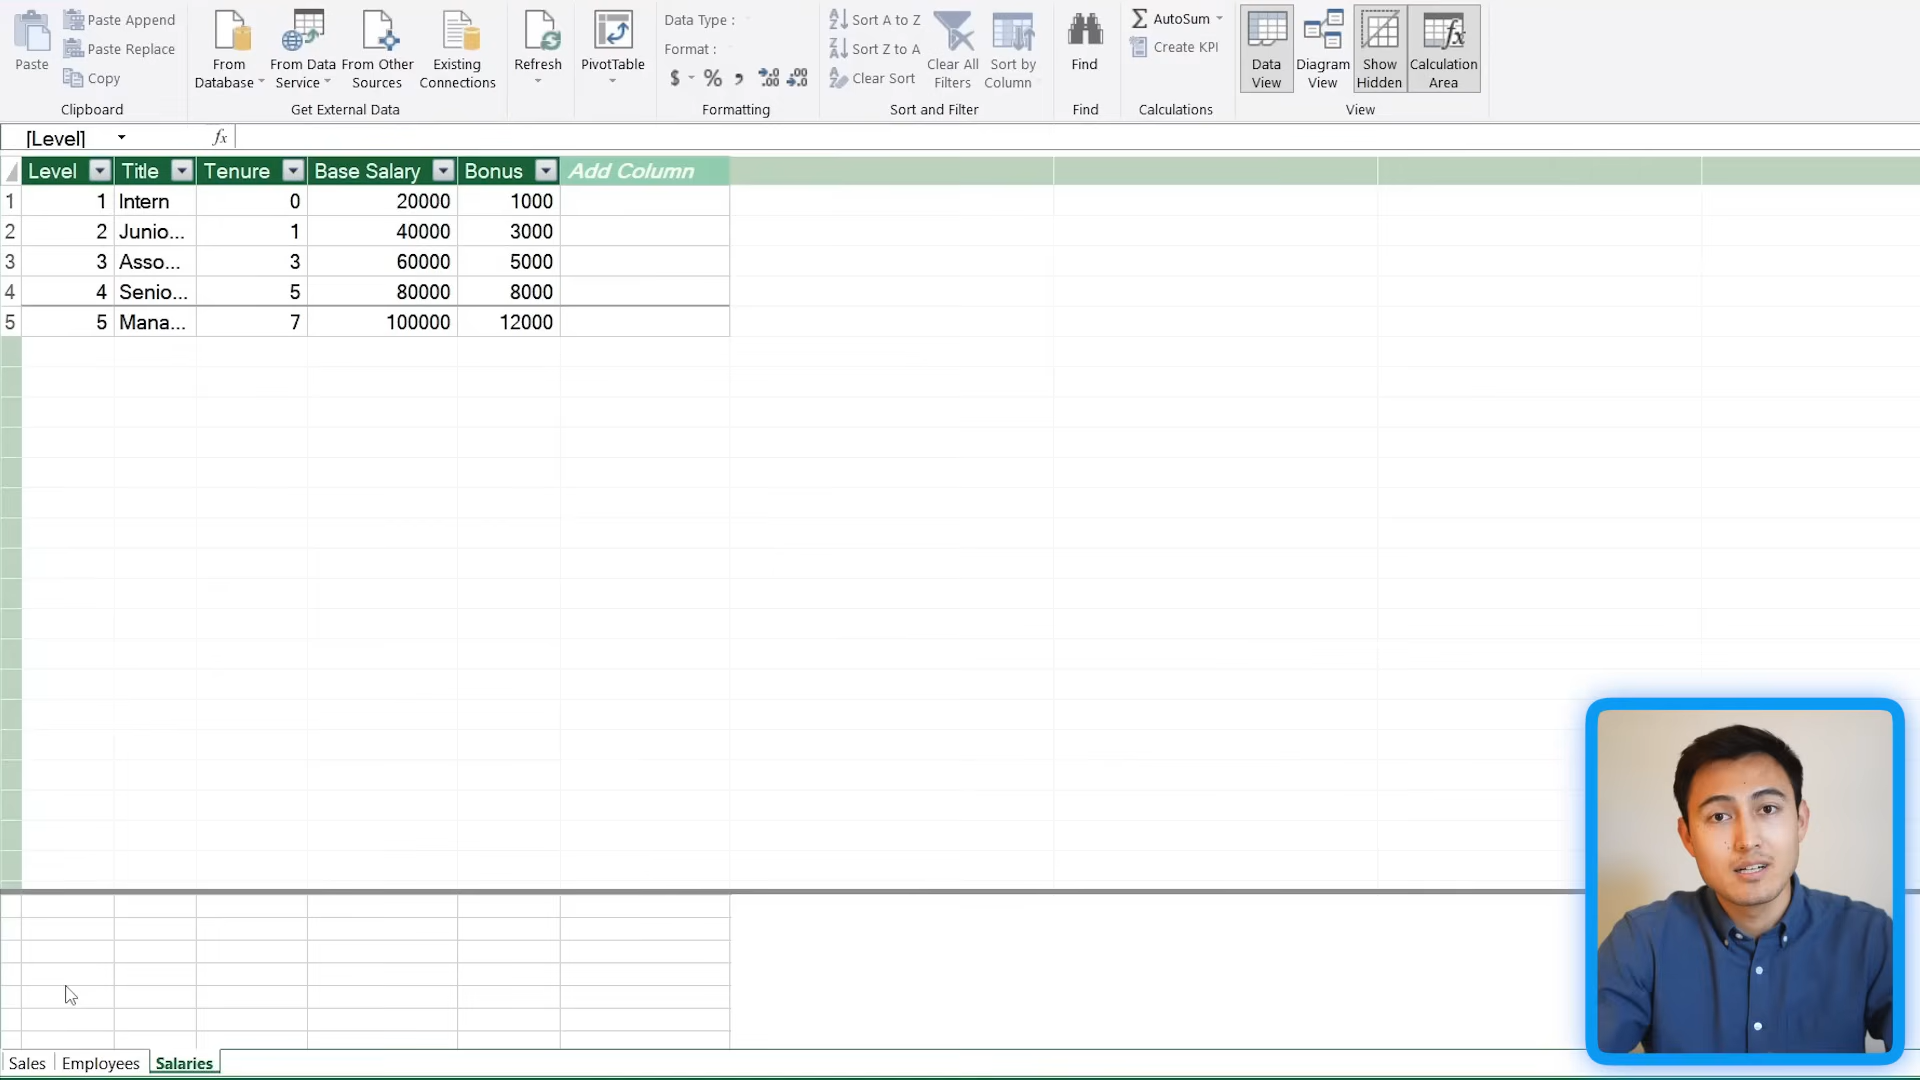 Paste
Paste Append
Paste Replace
Copy
Clipboard
From
Database
From Data
Service
From Other
Sources
Existing
Connections
Get External Data
Refresh
PivotTable
Data Type :
Format :
$ % ,
Formatting
Sort A to Z
Sort Z to A
Clear Sort
Clear All
Filters
Sort by
Column
Sort and Filter
Find
Find
AutoSum
Create KPI
Calculations
Data
View
Diagram
View
Show
Hidden
Calculation
Area
View
[Level] fx
Level Title Tenure Base Salary Bonus Add Column
1 1 Intern 0 20000 1000
2 2 Junio... 1 40000 3000
3 3 Asso... 3 60000 5000
4 4 Senio... 5 80000 8000
5 5 Mana... 7 100000 12000
Sales Employees Salaries